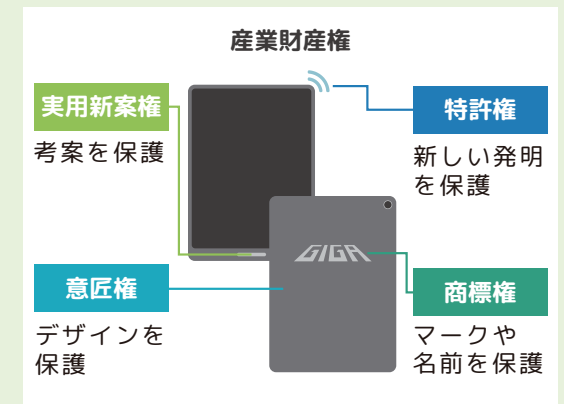 産業財産権
実用新案権
考案を保護
特許権
新しい発明
を保護
GIGA
意匠権
デザインを
保護
商標権
マークや
名前を保護